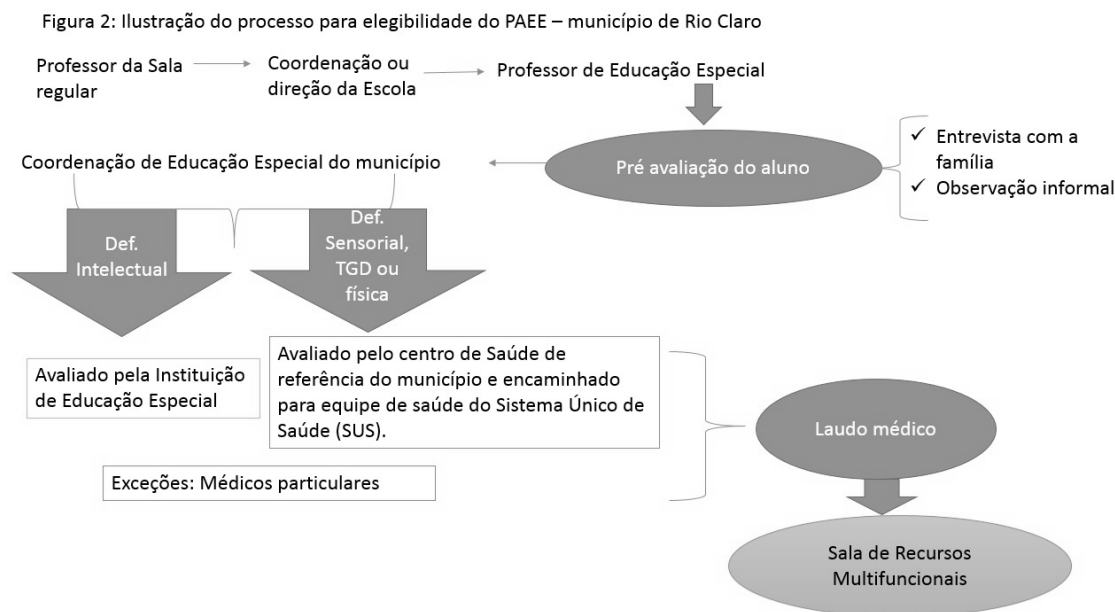 Figura 2: Ilustração do processo para elegibilidade do PAEE – município de Rio Claro
Professor da Sala
regular
Coordenação ou
direção da Escola
Professor de Educação Especial
Pré avaliação do aluno
✓ Entrevista com a
família
✓ Observação informal
Coordenação de Educação Especial do município
Def.
Intelectual
Def.
Sensorial,
TGD ou
física
Avaliado pela Instituição
de Educação Especial
Avaliado pelo centro de Saúde de
referência do município e encaminhado
para equipe de saúde do Sistema Único de
Saúde (SUS).
Exceções: Médicos particulares
Laudo médico
Sala de Recursos
Multifuncionais